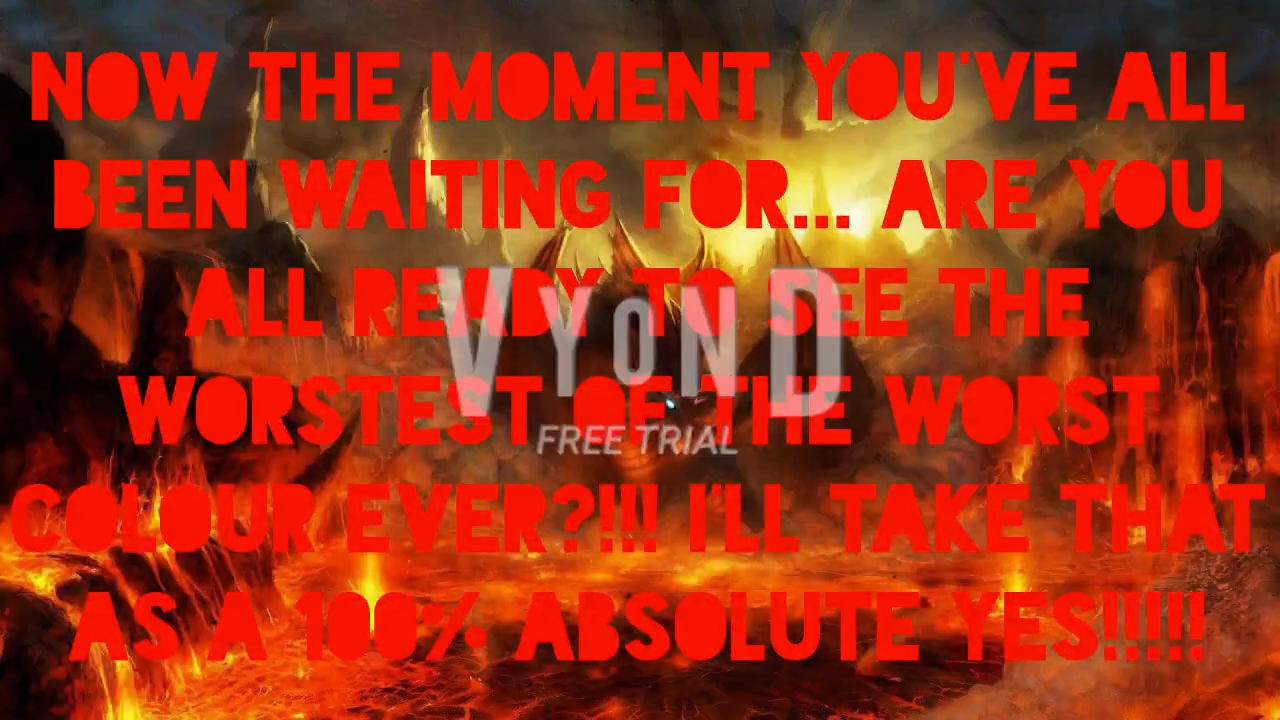 NOW THE MOMENT YOU'VE ALL
BEEN WAITING FOR... ARE YOU
ALL READY TO SEE THE
WORSTEST OF THE WORST
COLOUR EVER?!!! I'LL TAKE THAT
AS A 100% ABSOLUTE YES!!!!!
VYOND
FREE TRIAL